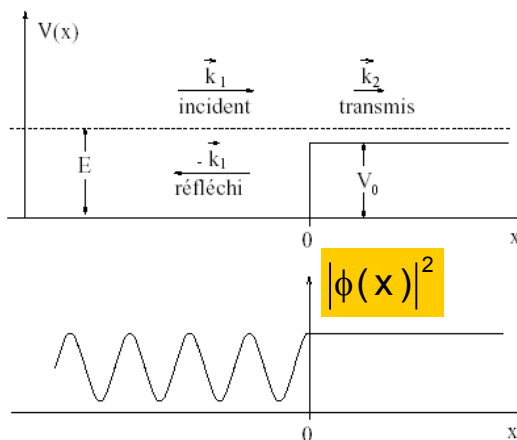 V(x)
k₁ k₂
incident transmis
E - k₁ V₀
réfléchi
0 x
|ϕ(x)|²
0 x